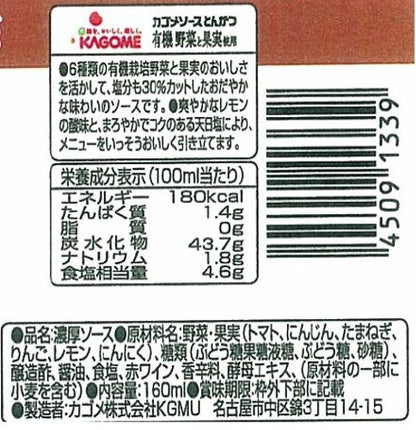 自然を、おいしく、楽しく。
KAGOME
カゴメソースとんかつ
有機 野菜と果実使用
●6種類の有機栽培野菜と果実のおいしさ
を活かして、塩分も30%カットしたおだやか
な味わいのソースです。●爽やかなレモン
の酸味と、まろやかでコクのある天日塩により、
メニューをいっそうおいしく引き立てます。
栄養成分表示(100ml当たり)
エネルギー 180kcal
たんぱく質 1.4g
脂質 0g
炭水化物 43.7g
ナトリウム 1.8g
食塩相当量 4.6g
4509 1339
●品名:濃厚ソース●原材料名:野菜・果実(トマト、にんじん、たまねぎ、
りんご、レモン、にんにく)、糖類(ぶどう糖果糖液糖、ぶどう糖、砂糖)、
醸造酢、醤油、食塩、赤ワイン、香辛料、酵母エキス、(原材料の一部に
小麦を含む)●内容量:160ml●賞味期限:枠外下部に記載
●製造者:カゴメ株式会社KGMU 名古屋市中区錦3丁目14-15